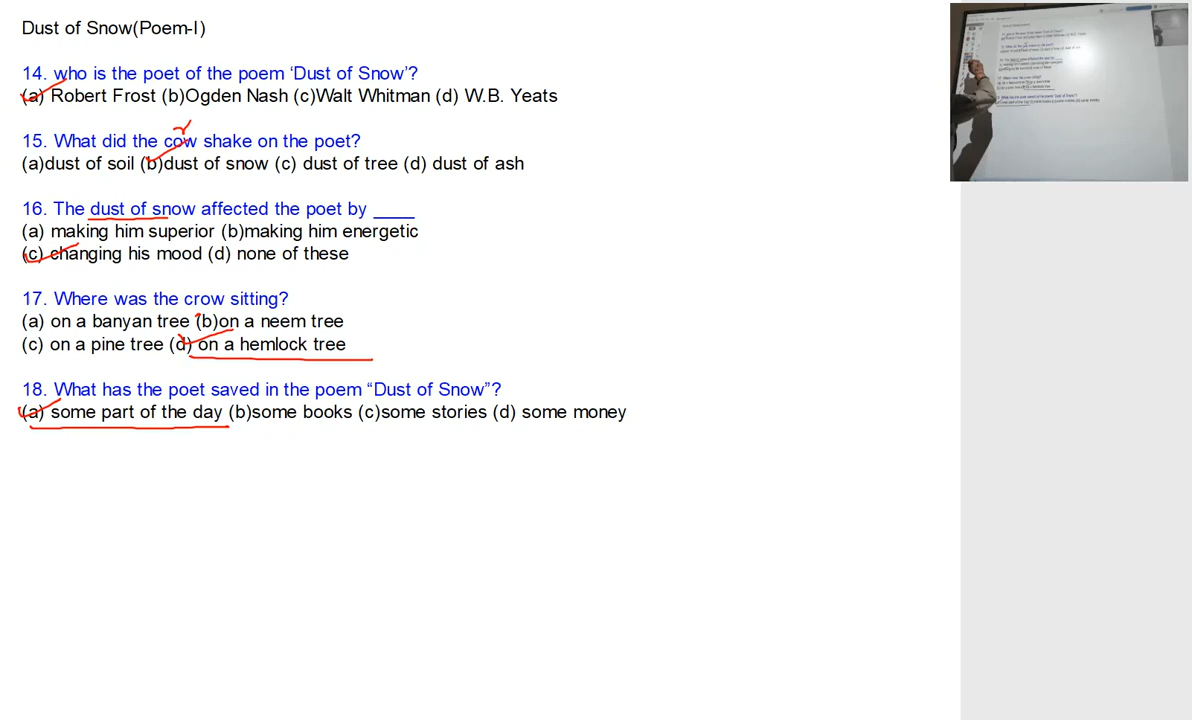 Dust of Snow(Poem-I)
14. who is the poet of the poem ‘Dust of Snow’?
(a) Robert Frost (b)Ogden Nash (c)Walt Whitman (d) W.B. Yeats
r
15. What did the cow shake on the poet?
(a)dust of soil (b)dust of snow (c) dust of tree (d) dust of ash
16. The dust of snow affected the poet by ____
(a) making him superior (b)making him energetic
(c) changing his mood (d) none of these
17. Where was the crow sitting?
(a) on a banyan tree (b)on a neem tree
(c) on a pine tree (d) on a hemlock tree
18. What has the poet saved in the poem “Dust of Snow”?
(a) some part of the day (b)some books (c)some stories (d) some money